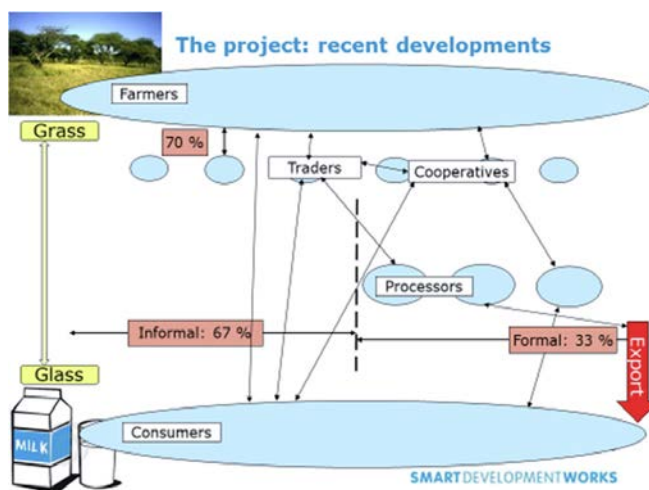 The project: recent developments
Farmers
Grass
70 %
Traders
Cooperatives
Processors
Informal: 67 %
Formal: 33 %
Export
Glass
MILK
Consumers
SMARTDEVELOPMENTWORKS